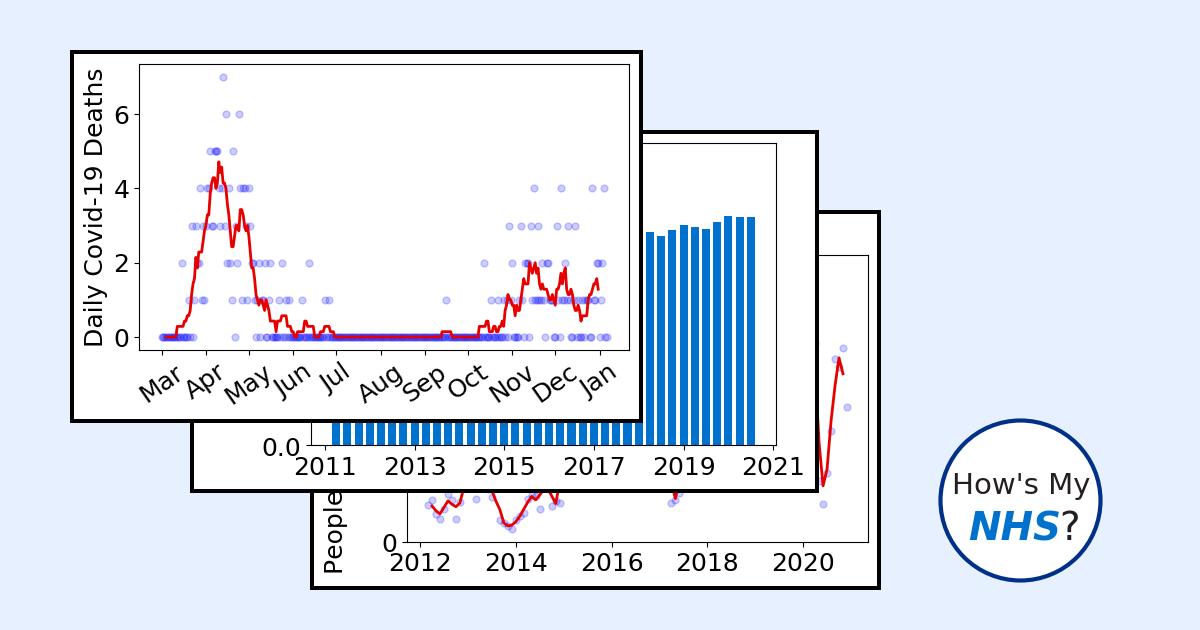 Daily Covid-19 Deaths
6
4
2
0
Mar Apr May Jun Jul Aug Sep Oct Nov Dec Jan
0.0
2011 2013 2015 2017 2019 2021
People
0
2012 2014 2016 2018 2020
How's My
NHS?